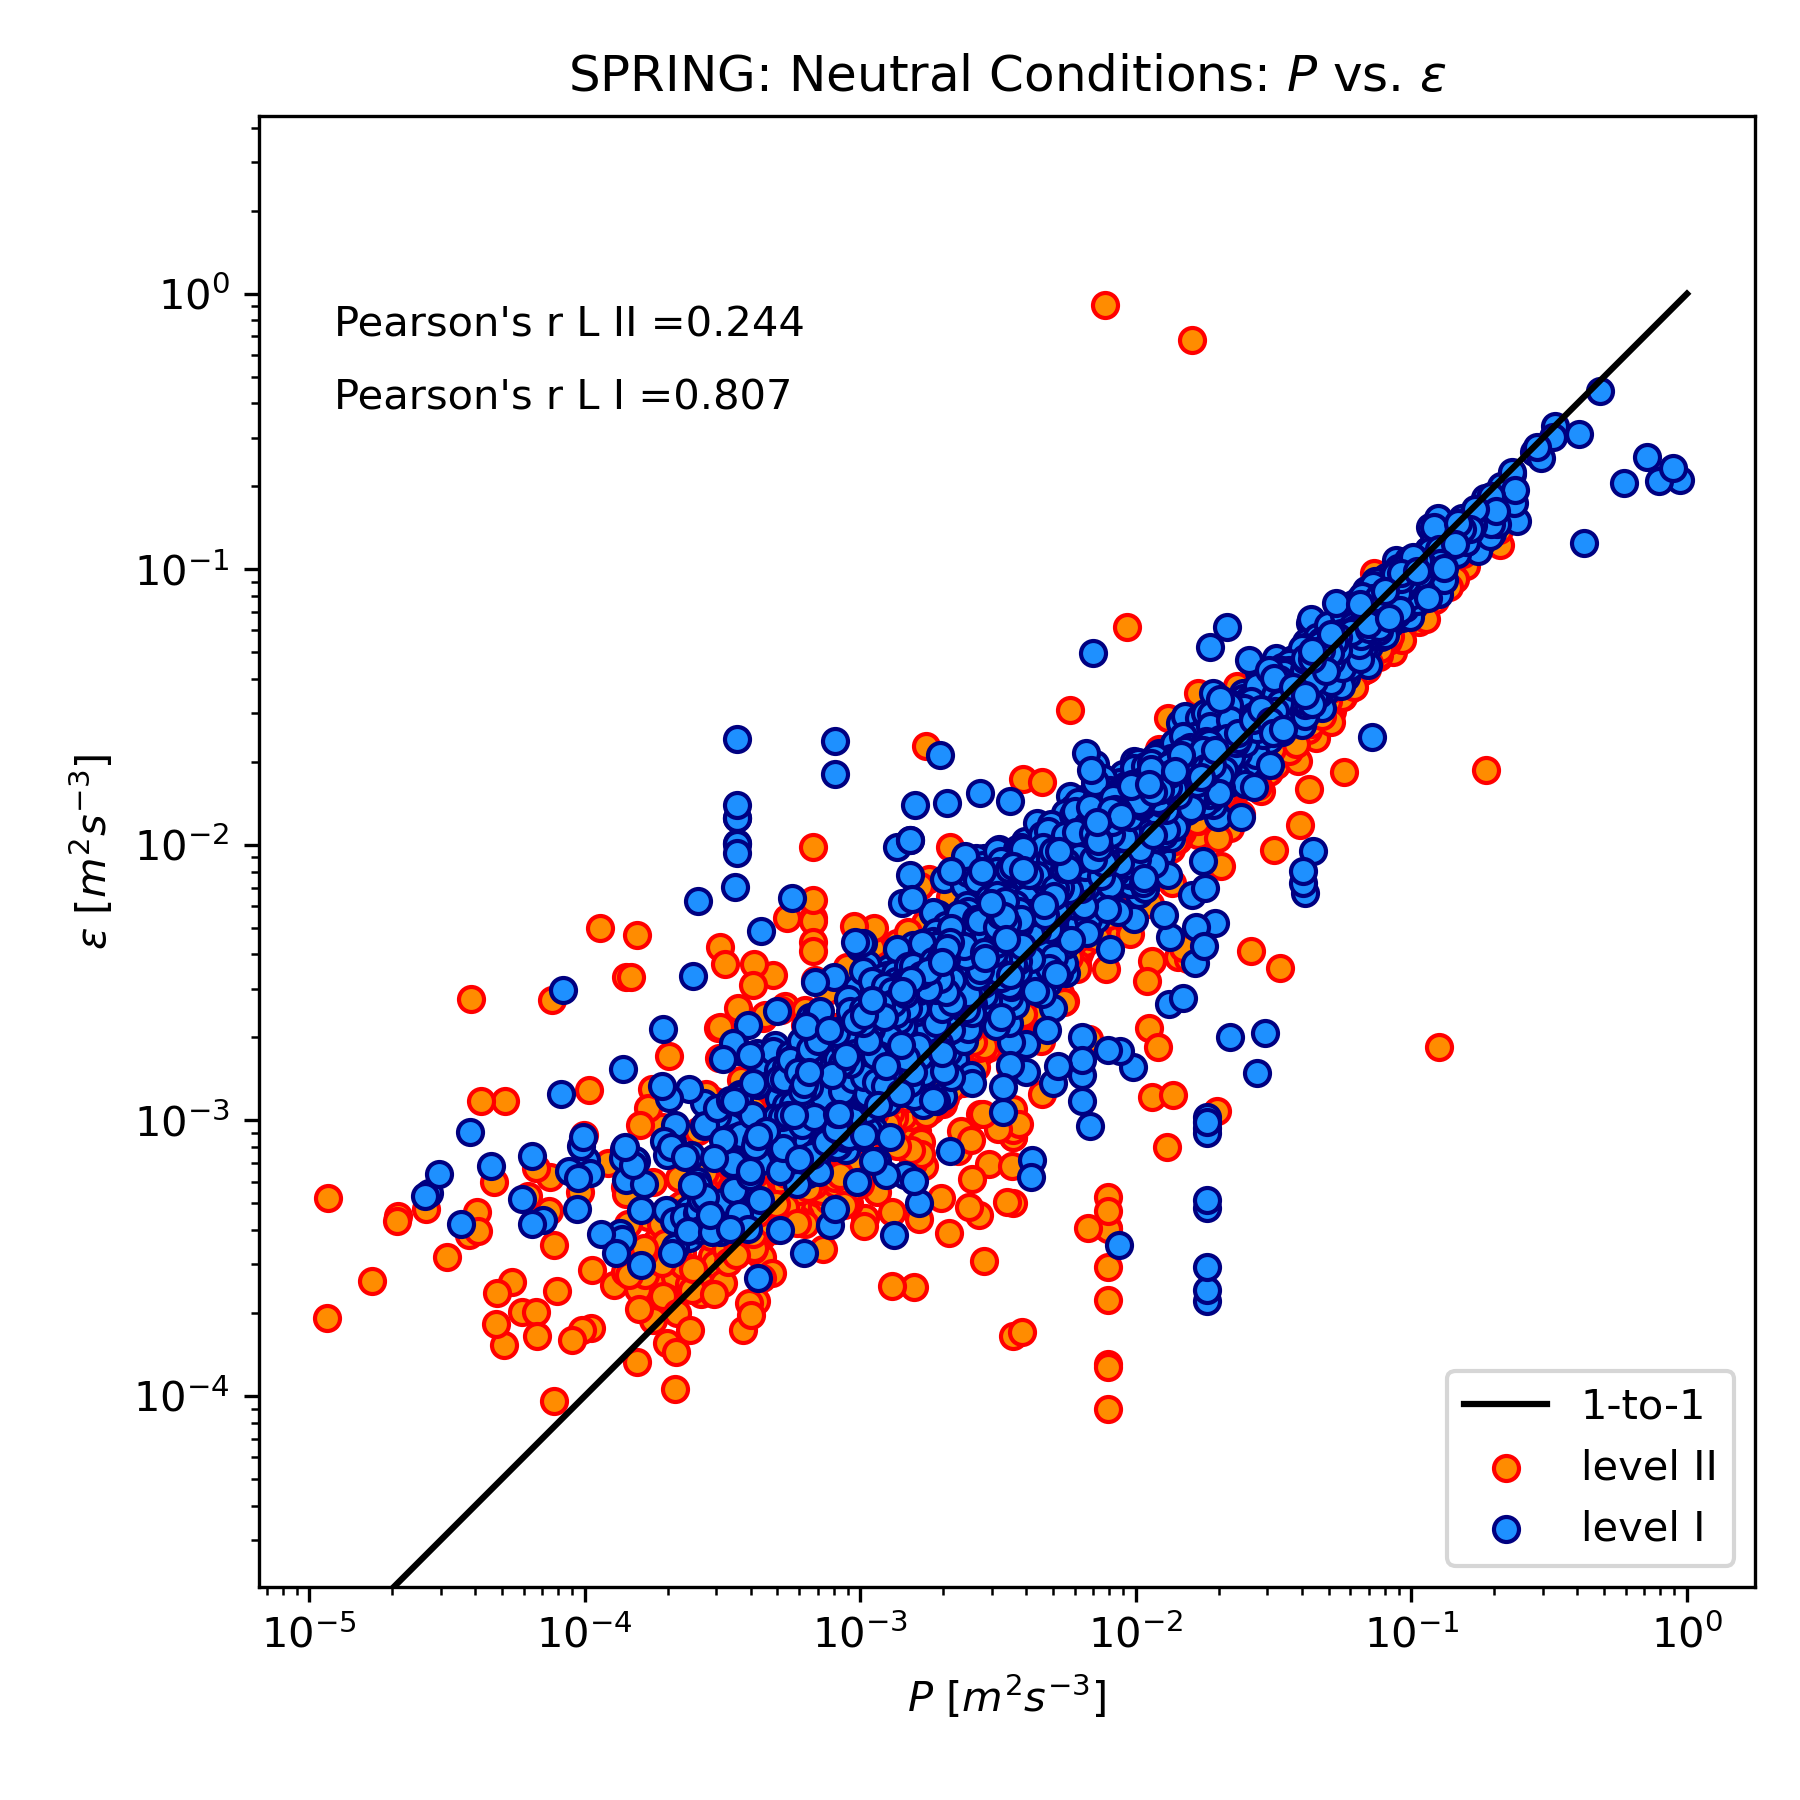 SPRING: Neutral Conditions: P vs. ε
10⁰
10⁻¹
10⁻²
10⁻³
10⁻⁴
ε [m²s⁻³]
Pearson's r L II =0.244
Pearson's r L I =0.807
1-to-1
level II
level I
10⁻⁵ 10⁻⁴ 10⁻³ 10⁻² 10⁻¹ 10⁰
P [m²s⁻³]